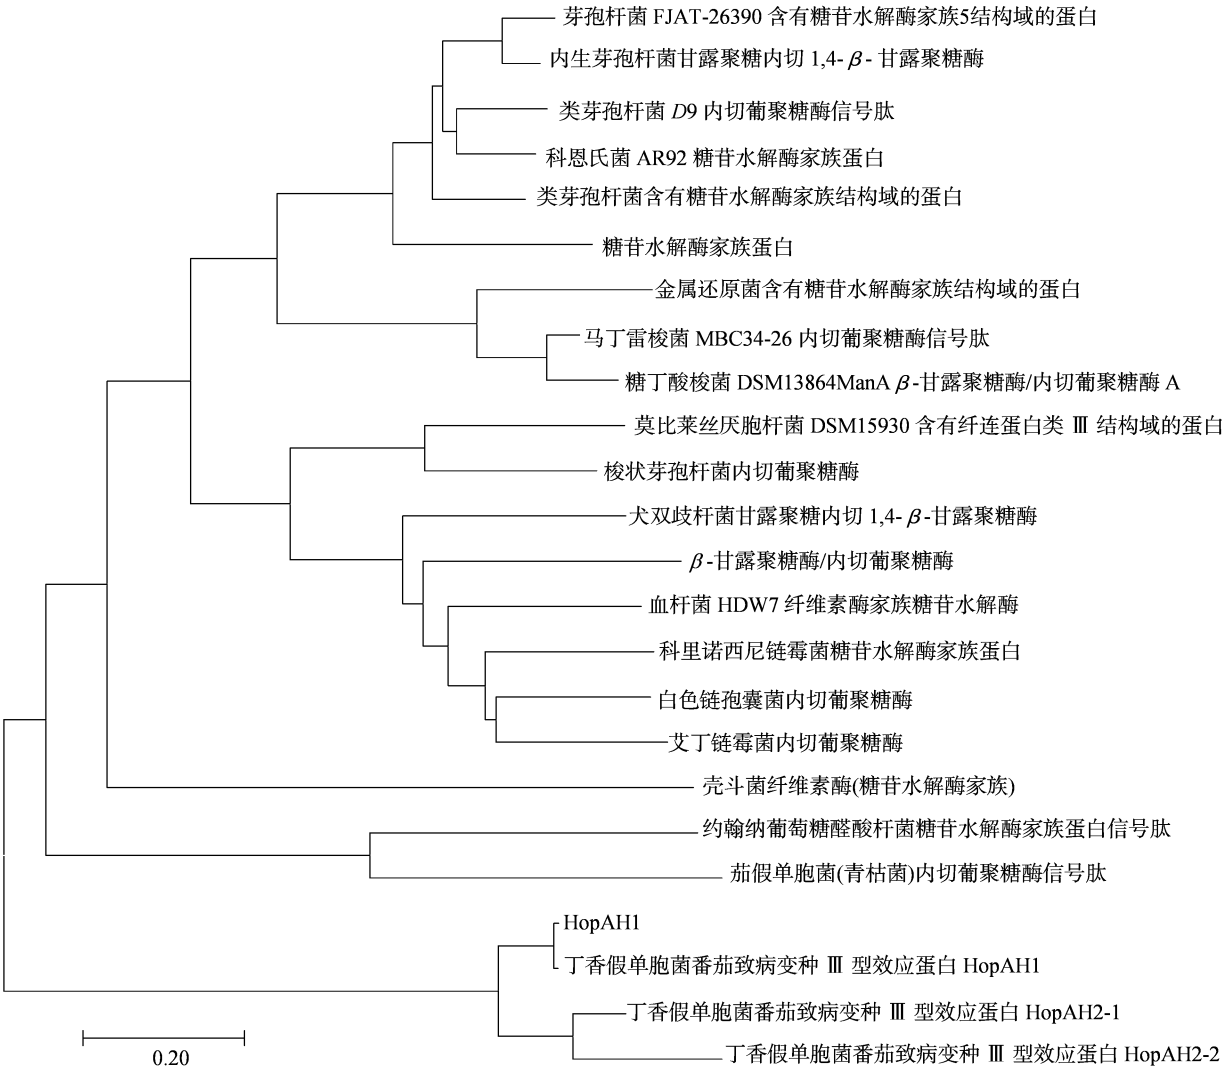 芽孢杆菌 FJAT-26390 含有糖苷水解酶家族5结构域的蛋白
内生芽孢杆菌甘露聚糖内切 1,4-β- 甘露聚糖酶
类芽孢杆菌 D9 内切葡聚糖酶信号肽
科恩氏菌 AR92 糖苷水解酶家族蛋白
类芽孢杆菌含有糖苷水解酶家族结构域的蛋白
糖苷水解酶家族蛋白
金属还原菌含有糖苷水解酶家族结构域的蛋白
马丁雷梭菌 MBC34-26 内切葡聚糖酶信号肽
糖丁酸梭菌 DSM13864ManA β-甘露聚糖酶/内切葡聚糖酶 A
莫比莱丝厌胞杆菌 DSM15930 含有纤连蛋白类 Ⅲ 结构域的蛋白
梭状芽孢杆菌内切葡聚糖酶
犬双歧杆菌甘露聚糖内切 1,4-β-甘露聚糖酶
β-甘露聚糖酶/内切葡聚糖酶
血杆菌 HDW7 纤维素酶家族糖苷水解酶
科里诺西尼链霉菌糖苷水解酶家族蛋白
白色链孢囊菌内切葡聚糖酶
艾丁链霉菌内切葡聚糖酶
壳斗菌纤维素酶(糖苷水解酶家族)
约翰纳葡萄糖醛酸杆菌糖苷水解酶家族蛋白信号肽
茄假单胞菌(青枯菌)内切葡聚糖酶信号肽
HopAH1
丁香假单胞菌番茄致病变种 Ⅲ 型效应蛋白 HopAH1
丁香假单胞菌番茄致病变种 Ⅲ 型效应蛋白 HopAH2-1
丁香假单胞菌番茄致病变种 Ⅲ 型效应蛋白 HopAH2-2
0.20